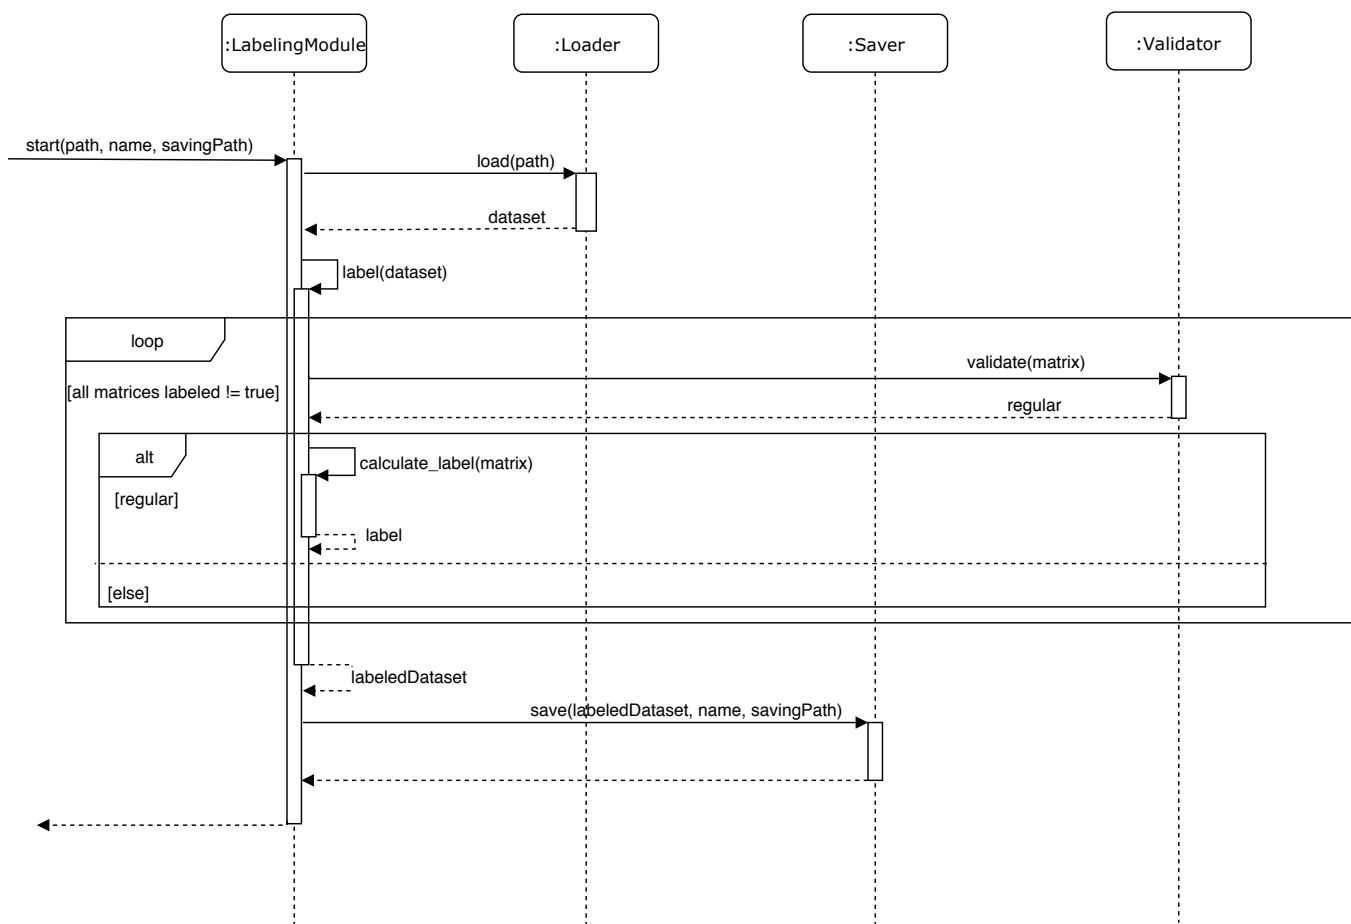 :LabelingModule
:Loader
:Saver
:Validator
start(path, name, savingPath)
load(path)
dataset
label(dataset)
loop
validate(matrix)
[all matrices labeled != true]
regular
alt
calculate_label(matrix)
[regular]
label
[else]
labeledDataset
save(labeledDataset, name, savingPath)